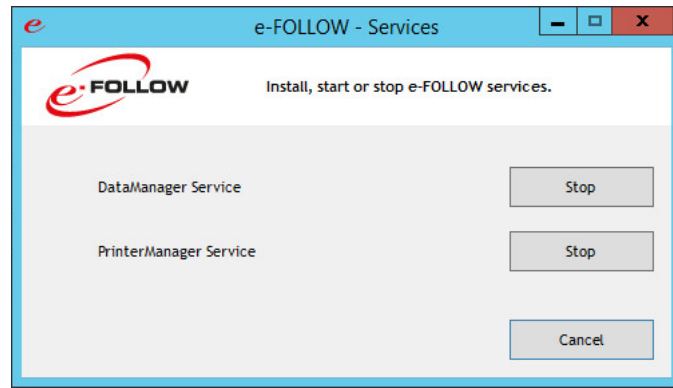 e
e-FOLLOW - Services
e-FOLLOW
Install, start or stop e-FOLLOW services.
DataManager Service
Stop
PrinterManager Service
Stop
Cancel